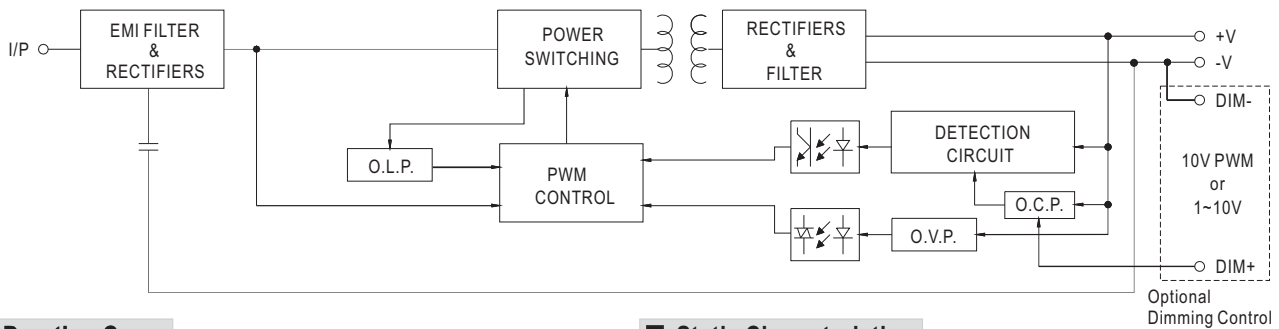 I/P
EMI FILTER
&
RECTIFIERS
POWER
SWITCHING
RECTIFIERS
&
FILTER
+V
-V
DIM-
DETECTION
CIRCUIT
10V PWM
or
1~10V
O.L.P.
PWM
CONTROL
O.C.P.
O.V.P.
DIM+
Optional
Dimming Control